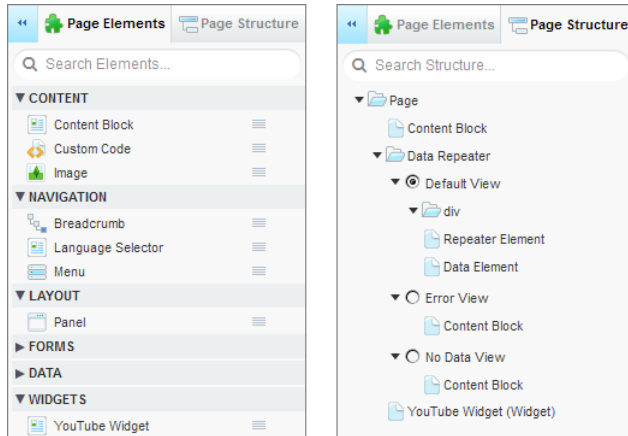 Page Elements
Page Structure
Search Elements...
CONTENT
Content Block
Custom Code
Image
NAVIGATION
Breadcrumb
Language Selector
Menu
LAYOUT
Panel
FORMS
DATA
WIDGETS
YouTube Widget
Page Elements
Page Structure
Search Structure...
Page
Content Block
Data Repeater
Default View
div
Repeater Element
Data Element
Error View
Content Block
No Data View
Content Block
YouTube Widget (Widget)